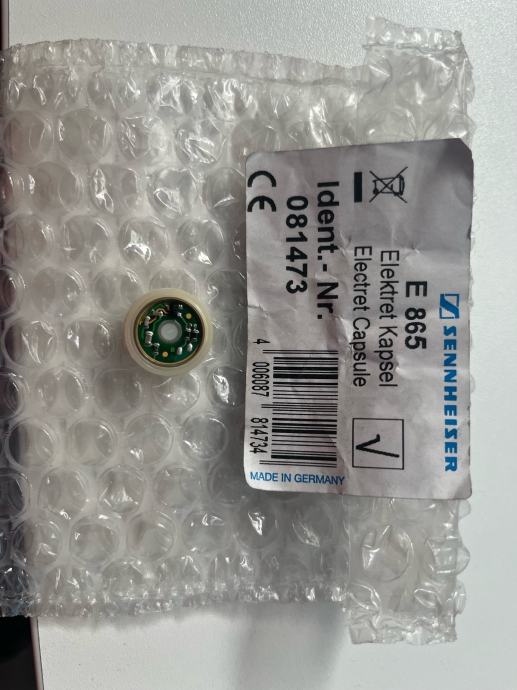 SENNHEISER
E 865
Elektret Kapsel
Electret Capsule
√
Ident.- Nr.
081473
4 006087 814734
CE
MADE IN GERMANY